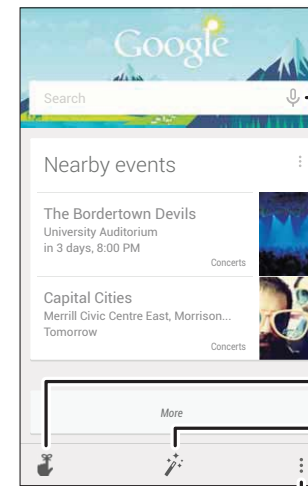 Google
Search
Nearby events
The Bordertown Devils
University Auditorium
in 3 days, 8:00 PM
Concerts
Capital Cities
Merrill Civic Centre East, Morrison...
Tomorrow
Concerts
More